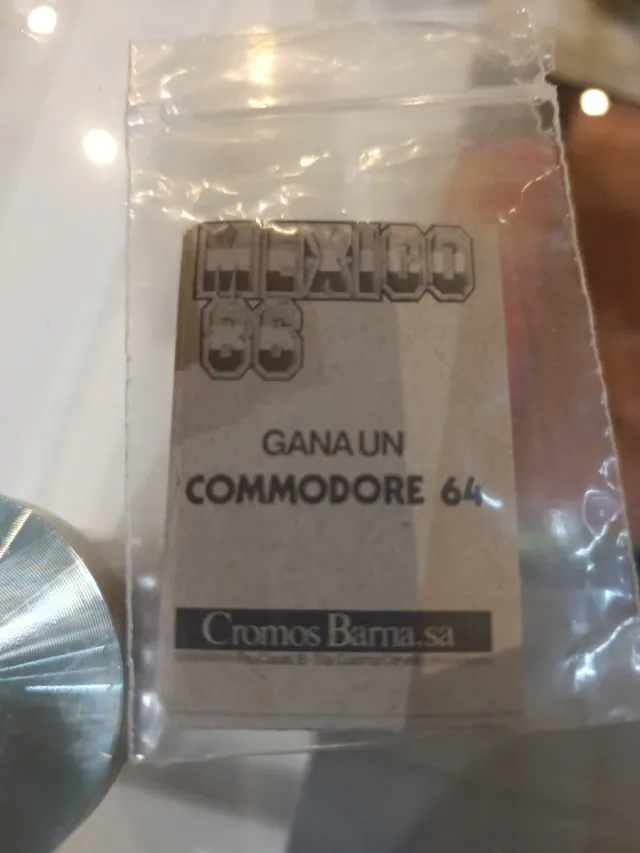 MEXICO
86
GANA UN
COMMODORE 64
Cromos Barna.sa